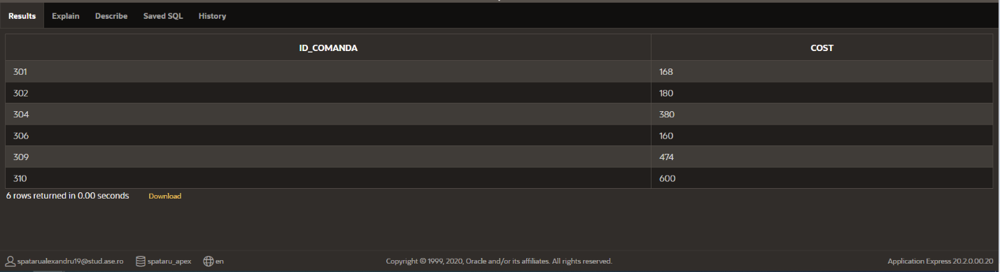 Results Explain Describe Saved SQL History
ID_COMANDA COST
301 168
302 180
304 380
306 160
309 474
310 600
6 rows returned in 0.00 seconds Download
spatarualexandru19@stud.ase.ro spataru_apex en Copyright © 1999, 2020, Oracle and/or its affiliates. All rights reserved. Application Express 20.2.0.00.20